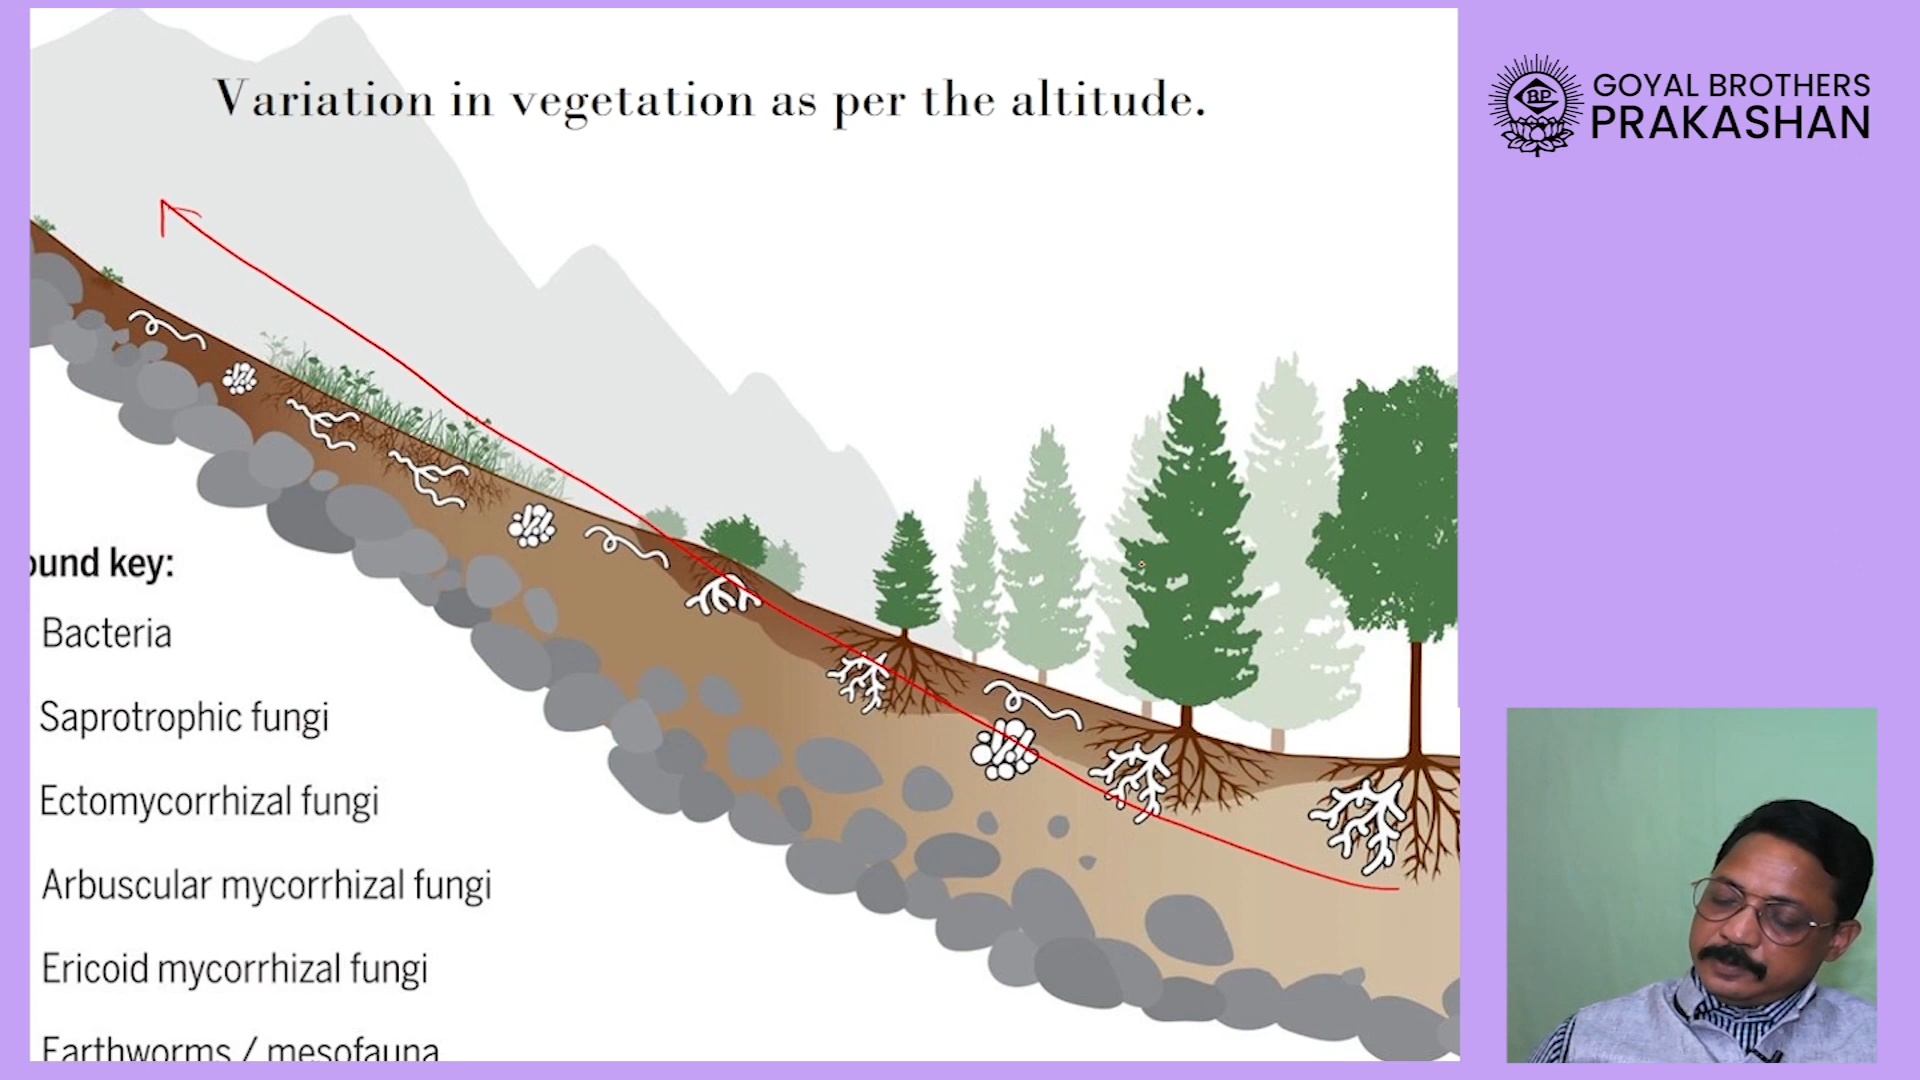 Variation in vegetation as per the altitude.
GOYAL BROTHERS
PRAKASHAN
GBP
ound key:
Bacteria
Saprotrophic fungi
Ectomycorrhizal fungi
Arbuscular mycorrhizal fungi
Ericoid mycorrhizal fungi
Earthworms / mesofauna